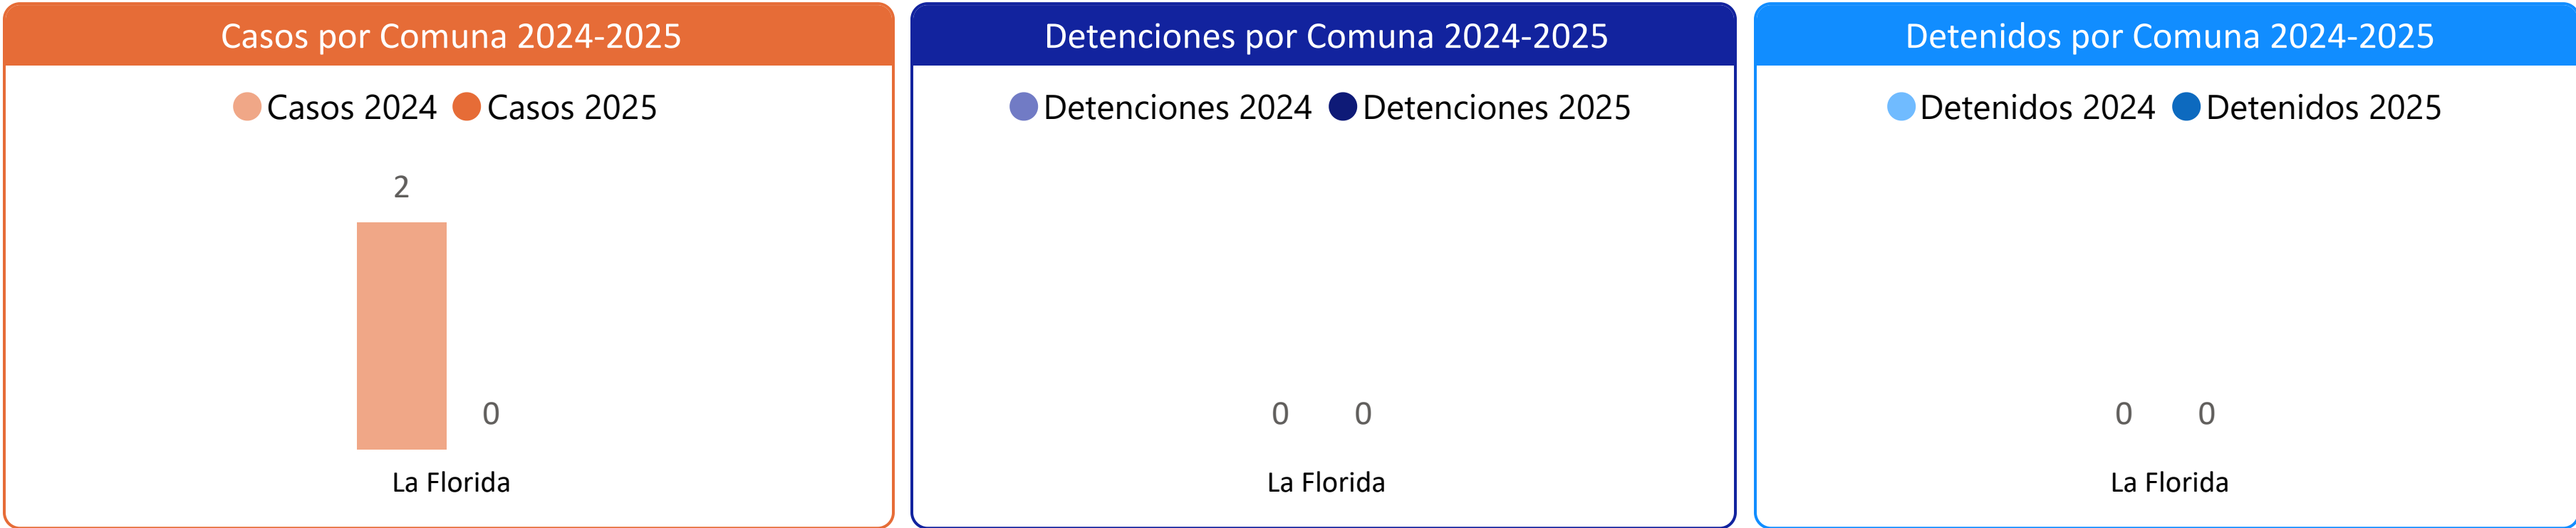 Casos por Comuna 2024-2025
Casos 2024 Casos 2025
2
0
La Florida
Detenciones por Comuna 2024-2025
Detenciones 2024 Detenciones 2025
0 0
La Florida
Detenidos por Comuna 2024-2025
Detenidos 2024 Detenidos 2025
0 0
La Florida